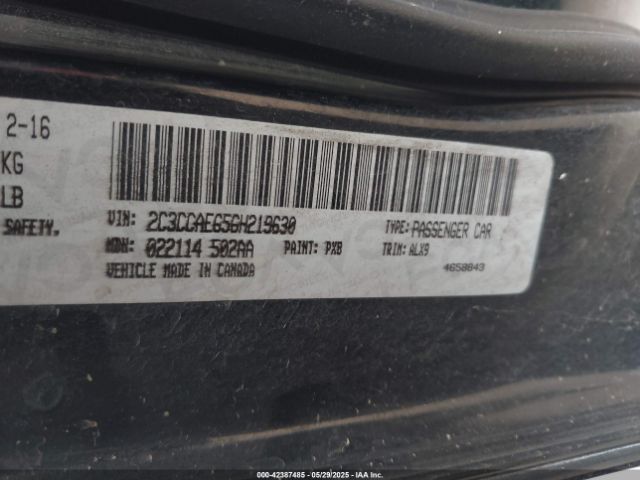 2-16
KG
LB
SAFETY.
VIN: 2C3CCAEG5GH219630
TYPE: PASSENGER CAR
MDH: 022114 502AA PAINT: PX8 TRIM: ALX9
VEHICLE MADE IN CANADA
4658843
000-42387485 - 05/29/2025 - IAA Inc.